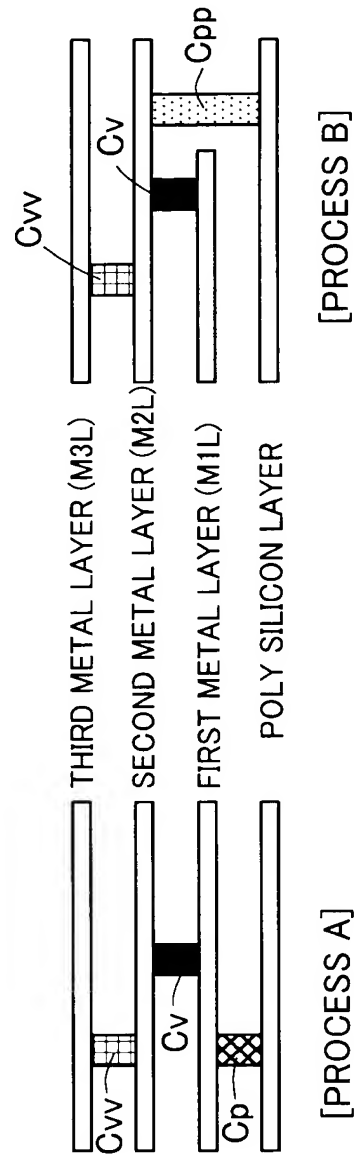 Cvv
Cv
Cp
[PROCESS A]
THIRD METAL LAYER (M3L)
SECOND METAL LAYER (M2L)
FIRST METAL LAYER (M1L)
POLY SILICON LAYER
Cvv
Cv
Cpp
[PROCESS B]